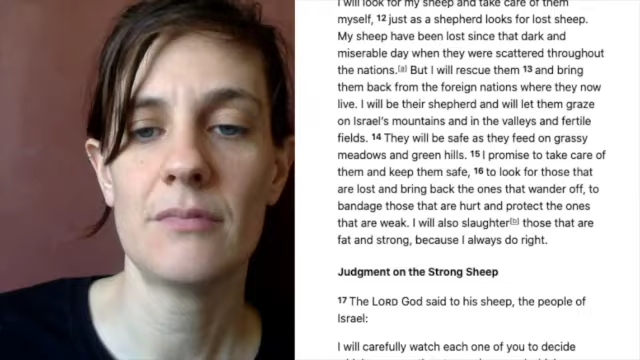 I will look for my sheep and take care of them
myself, 12 just as a shepherd looks for lost sheep.
My sheep have been lost since that dark and
miserable day when they were scattered throughout
the nations.[a] But I will rescue them 13 and bring
them back from the foreign nations where they now
live. I will be their shepherd and will let them graze
on Israel's mountains and in the valleys and fertile
fields. 14 They will be safe as they feed on grassy
meadows and green hills. 15 I promise to take care of
them and keep them safe, 16 to look for those that
are lost and bring back the ones that wander off, to
bandage those that are hurt and protect the ones
that are weak. I will also slaughter[b] those that are
fat and strong, because I always do right.
Judgment on the Strong Sheep
17 The LORD God said to his sheep, the people of
Israel:
I will carefully watch each one of you to decide